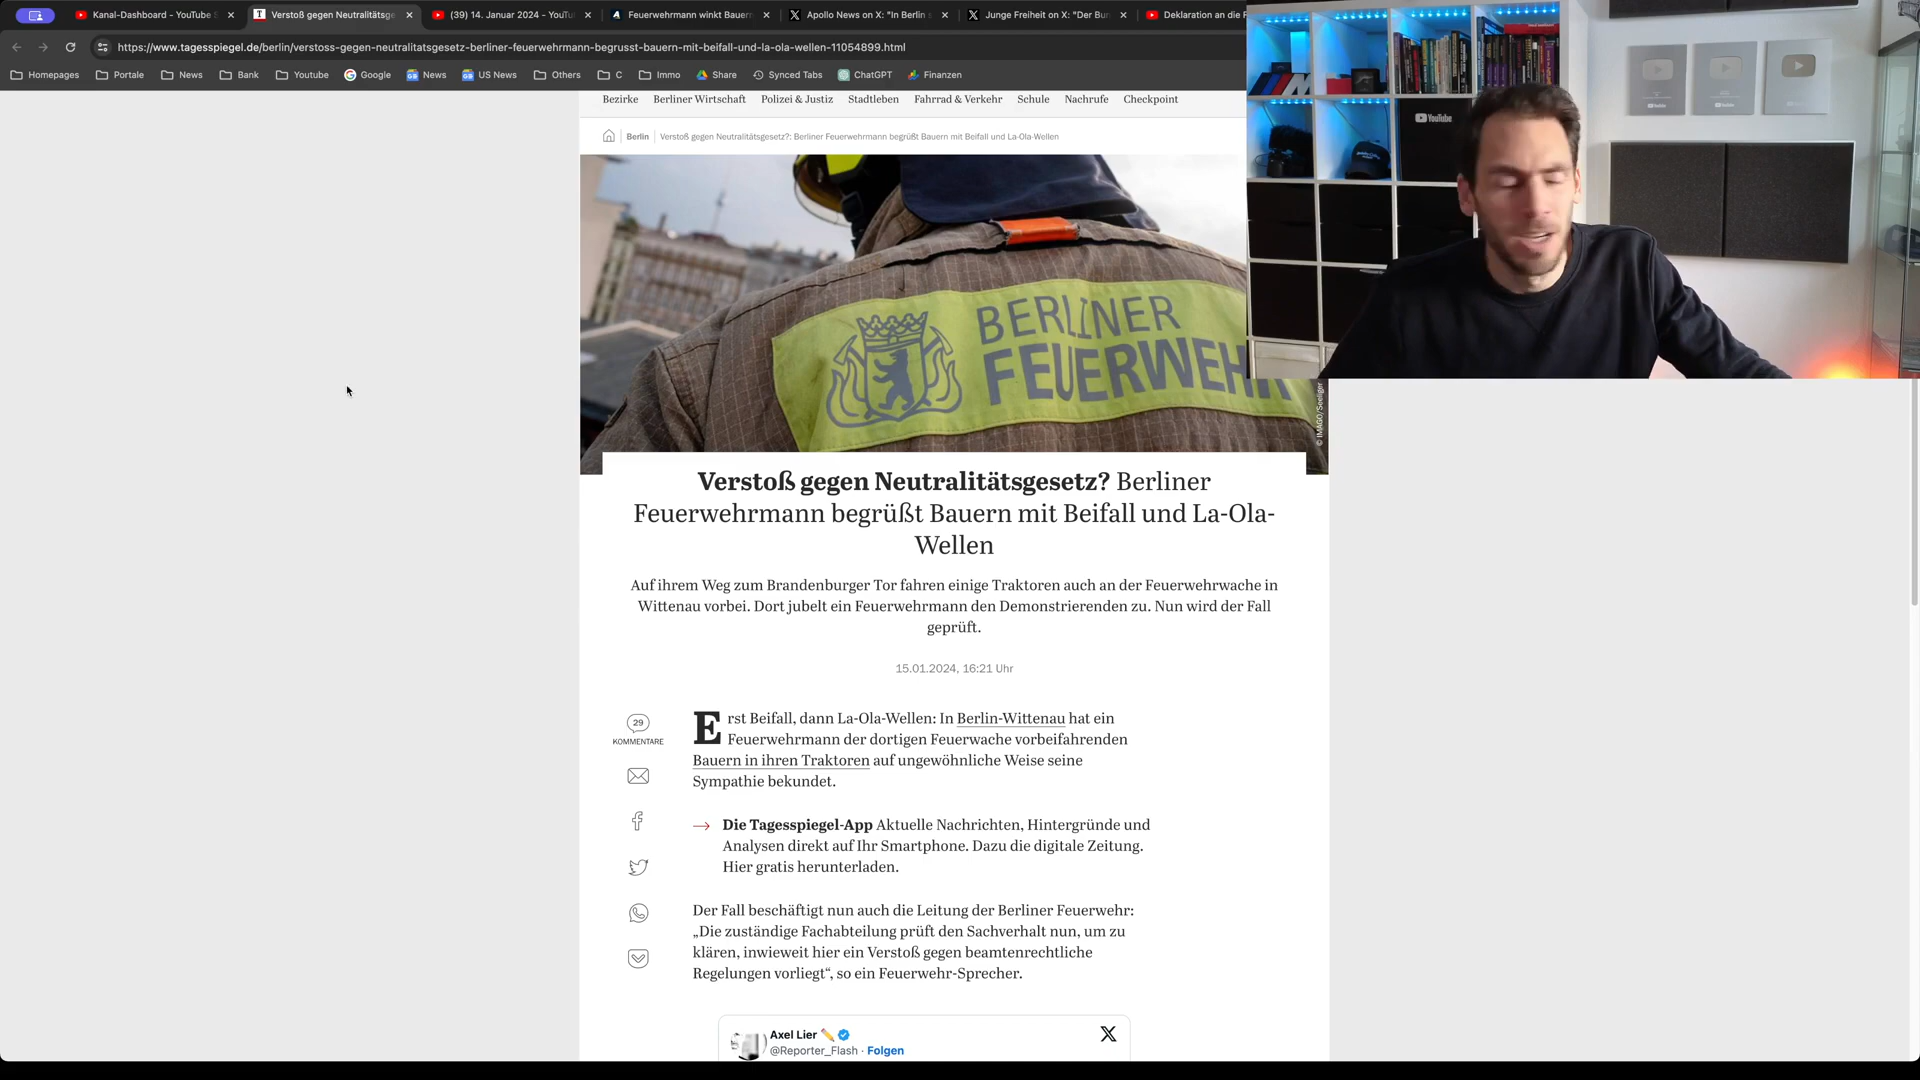 Kanal-Dashboard - YouTube S
Verstoß gegen Neutralitätsge
(39) 14. Januar 2024 - YouTu
Feuerwehrmann winkt Bauern
Apollo News on X: "In Berlin s
Junge Freiheit on X: "Der Bun
Deklaration an die F
https://www.tagesspiegel.de/berlin/verstoss-gegen-neutralitatsgesetz-berliner-feuerwehrmann-begrusst-bauern-mit-beifall-und-la-ola-wellen-11054899.html
Homepages Portale News Bank Youtube Google News US News Others C Immo Share Synced Tabs ChatGPT Finanzen
Bezirke Berliner Wirtschaft Polizei & Justiz Stadtleben Fahrrad & Verkehr Schule Nachrufe Checkpoint
Berlin Verstoß gegen Neutralitätsgesetz?: Berliner Feuerwehrmann begrüßt Bauern mit Beifall und La-Ola-Wellen
YouTube
BERLINER
FEUERWEHR
© IMAGO/Seeliger
Verstoß gegen Neutralitätsgesetz? Berliner
Feuerwehrmann begrüßt Bauern mit Beifall und La-Ola-
Wellen
Auf ihrem Weg zum Brandenburger Tor fahren einige Traktoren auch an der Feuerwehrwache in
Wittenau vorbei. Dort jubelt ein Feuerwehrmann den Demonstrierenden zu. Nun wird der Fall
geprüft.
15.01.2024, 16:21 Uhr
29
KOMMENTARE
Erst Beifall, dann La-Ola-Wellen: In Berlin-Wittenau hat ein
Feuerwehrmann der dortigen Feuerwache vorbeifahrenden
Bauern in ihren Traktoren auf ungewöhnliche Weise seine
Sympathie bekundet.
→ Die Tagesspiegel-App Aktuelle Nachrichten, Hintergründe und
Analysen direkt auf Ihr Smartphone. Dazu die digitale Zeitung.
Hier gratis herunterladen.
Der Fall beschäftigt nun auch die Leitung der Berliner Feuerwehr:
„Die zuständige Fachabteilung prüft den Sachverhalt nun, um zu
klären, inwieweit hier ein Verstoß gegen beamtenrechtliche
Regelungen vorliegt“, so ein Feuerwehr-Sprecher.
Axel Lier ✏️
@Reporter_Flash · Folgen